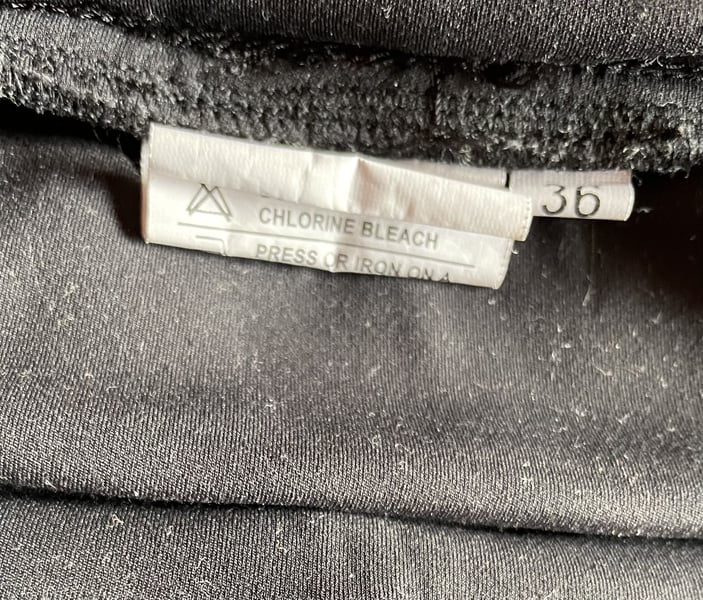 36
CHLORINE BLEACH
PRESS OR IRON ON A